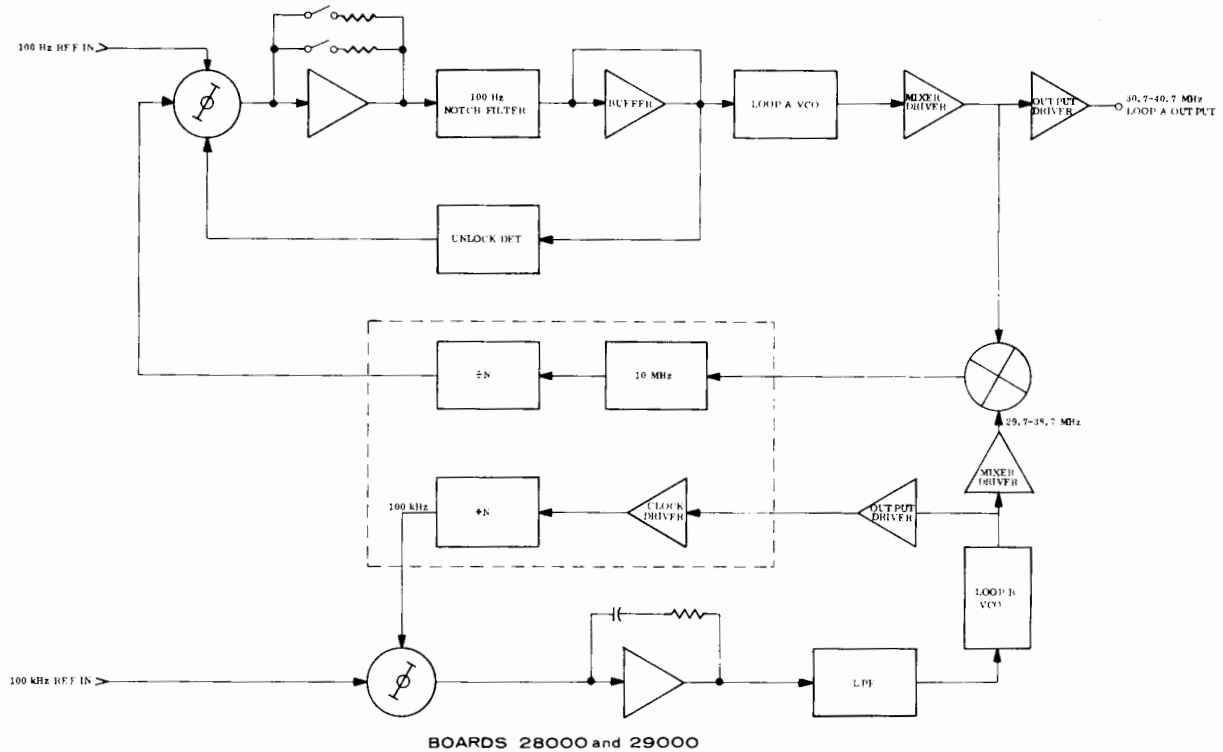 100 Hz REF IN
100 Hz
NOTCH FILTER
BUFFER
LOOP A VCO
MIXER
DRIVER
OUTPUT
DRIVER
30.7-40.7 MHz
LOOP A OUTPUT
UNLOCK DET
÷N
10 MHz
29.7-38.7 MHz
MIXER
DRIVER
100 kHz
÷N
CLOCK
DRIVER
OUTPUT
DRIVER
LOOP B
VCO
100 kHz REF IN
LPF
BOARDS 28000 and 29000